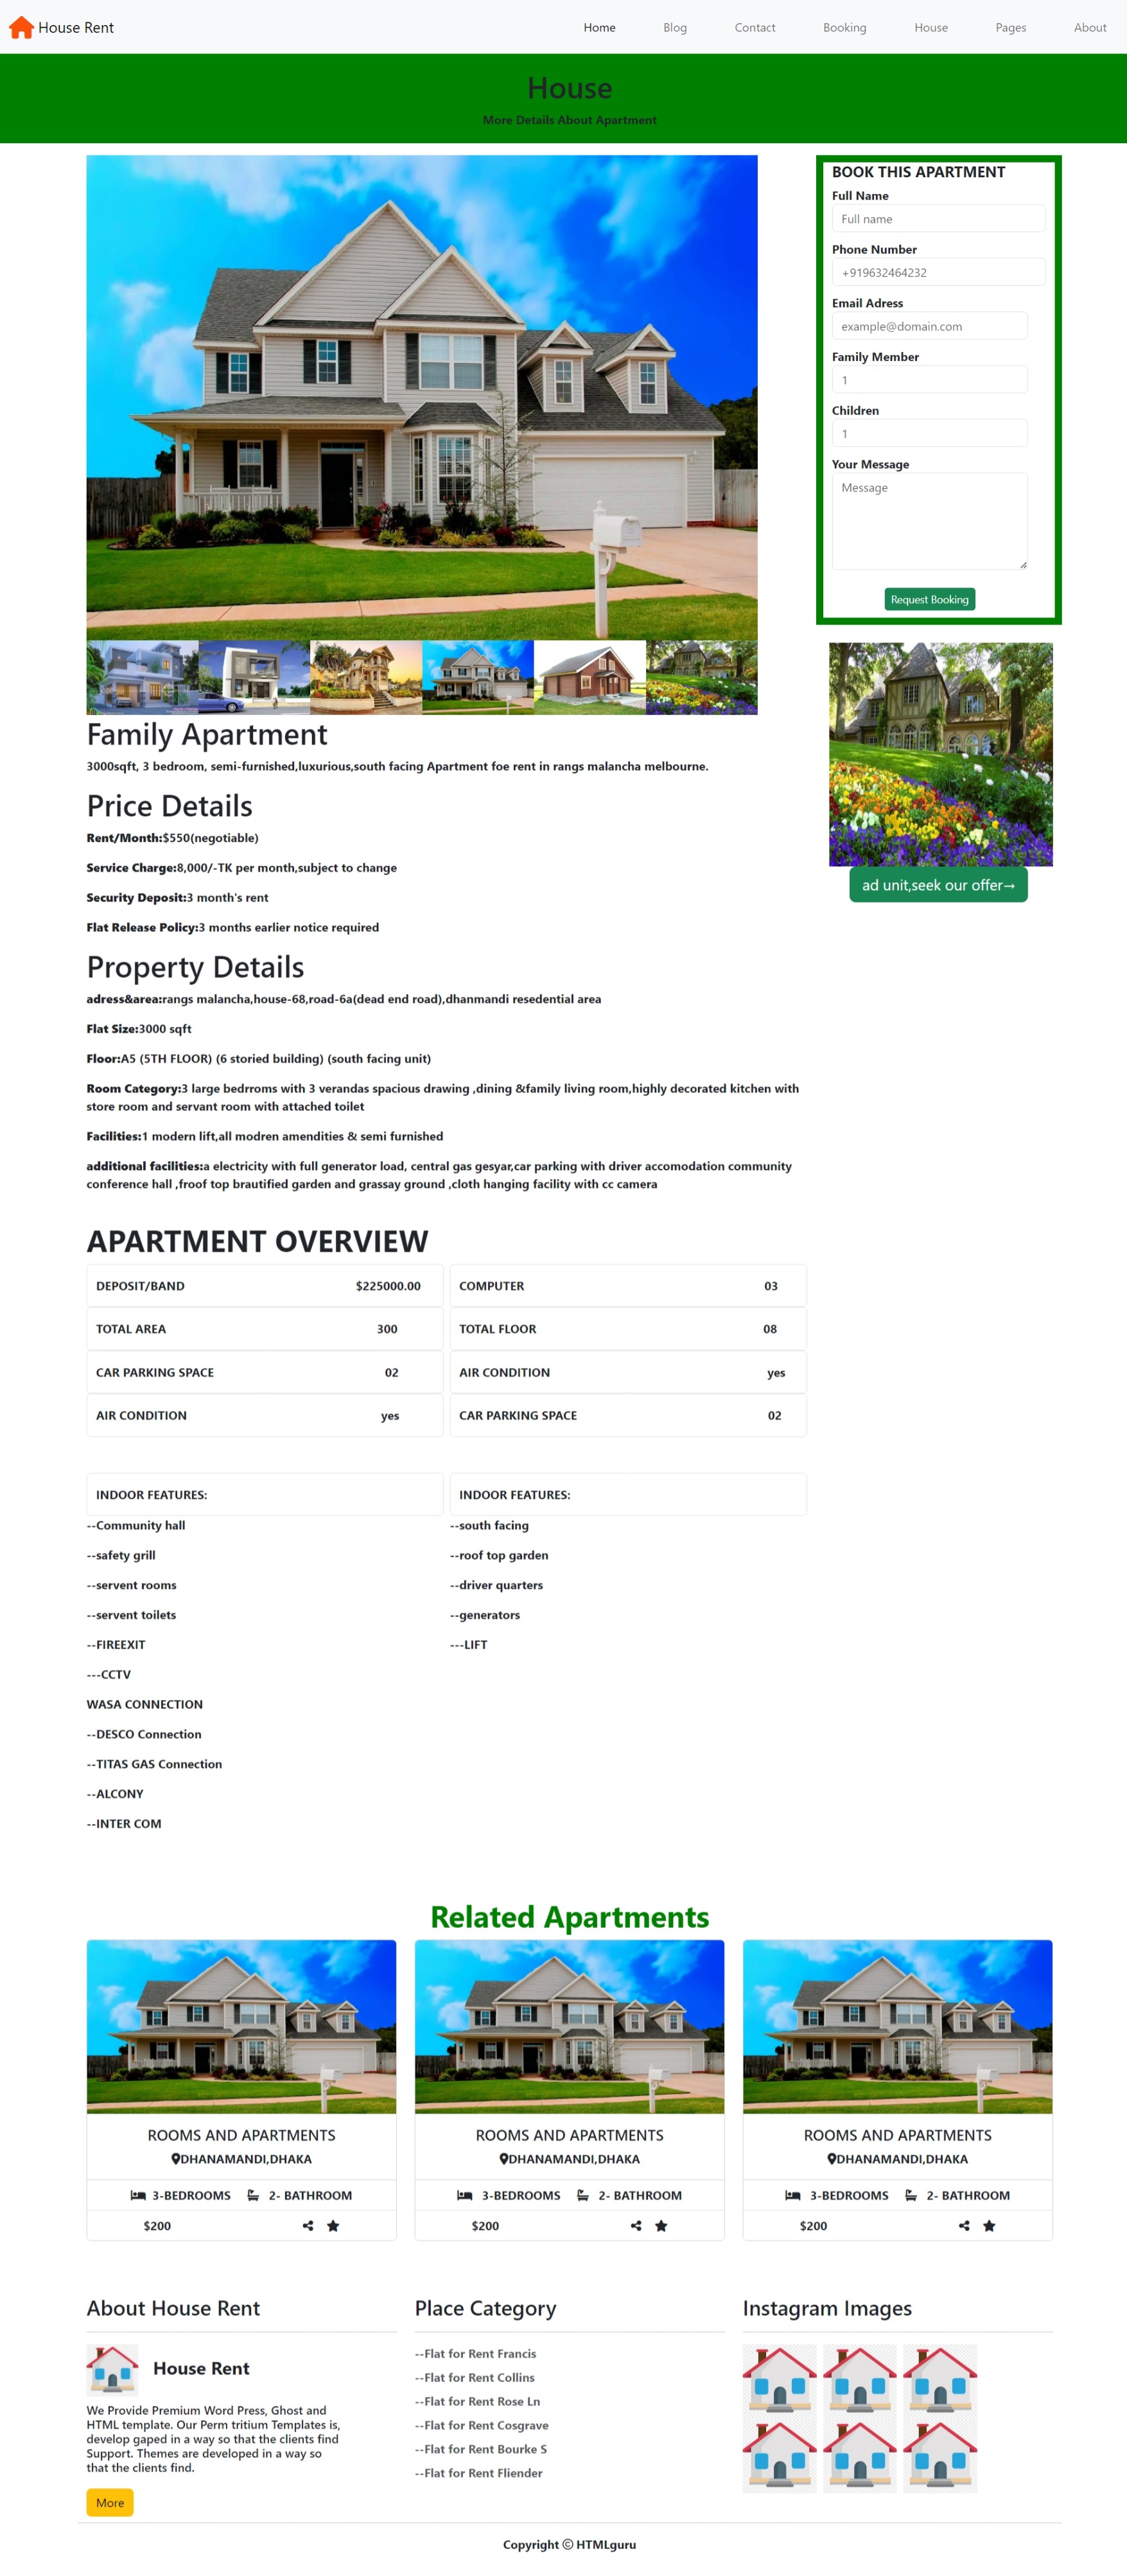 House Rent
Home
Blog
Contact
Booking
House
Pages
About
House
More Details About Apartment
BOOK THIS APARTMENT
Full Name
Full name
Phone Number
+919632464232
Email Adress
example@domain.com
Family Member
1
Children
1
Your Message
Message
Request Booking
ad unit,seek our offer→
Family Apartment
3000sqft, 3 bedroom, semi-furnished,luxurious,south facing Apartment foe rent in rangs malancha melbourne.
Price Details
Rent/Month:$550(negotiable)
Service Charge:8,000/-TK per month,subject to change
Security Deposit:3 month's rent
Flat Release Policy:3 months earlier notice required
Property Details
adress&area:rangs malancha,house-68,road-6a(dead end road),dhanmandi resedential area
Flat Size:3000 sqft
Floor:A5 (5TH FLOOR) (6 storied building) (south facing unit)
Room Category:3 large bedrroms with 3 verandas spacious drawing ,dining &family living room,highly decorated kitchen with
store room and servant room with attached toilet
Facilities:1 modern lift,all modren amendities & semi furnished
additional facilities:a electricity with full generator load, central gas gesyar,car parking with driver accomodation community
conference hall ,froof top brautified garden and grassay ground ,cloth hanging facility with cc camera
APARTMENT OVERVIEW
DEPOSIT/BAND $225000.00
COMPUTER 03
TOTAL AREA 300
TOTAL FLOOR 08
CAR PARKING SPACE 02
AIR CONDITION yes
AIR CONDITION yes
CAR PARKING SPACE 02
INDOOR FEATURES:
--Community hall
--safety grill
--servent rooms
--servent toilets
--FIREEXIT
---CCTV
WASA CONNECTION
--DESCO Connection
--TITAS GAS Connection
--ALCONY
--INTER COM
INDOOR FEATURES:
--south facing
--roof top garden
--driver quarters
--generators
---LIFT
Related Apartments
ROOMS AND APARTMENTS
DHANAMANDI,DHAKA
3-BEDROOMS 2- BATHROOM
$200
ROOMS AND APARTMENTS
DHANAMANDI,DHAKA
3-BEDROOMS 2- BATHROOM
$200
ROOMS AND APARTMENTS
DHANAMANDI,DHAKA
3-BEDROOMS 2- BATHROOM
$200
About House Rent
House Rent
We Provide Premium Word Press, Ghost and
HTML template. Our Perm tritium Templates is,
develop gaped in a way so that the clients find
Support. Themes are developed in a way so
that the clients find.
More
Place Category
--Flat for Rent Francis
--Flat for Rent Collins
--Flat for Rent Rose Ln
--Flat for Rent Cosgrave
--Flat for Rent Bourke S
--Flat for Rent Fliender
Instagram Images
Copyright © HTMLguru